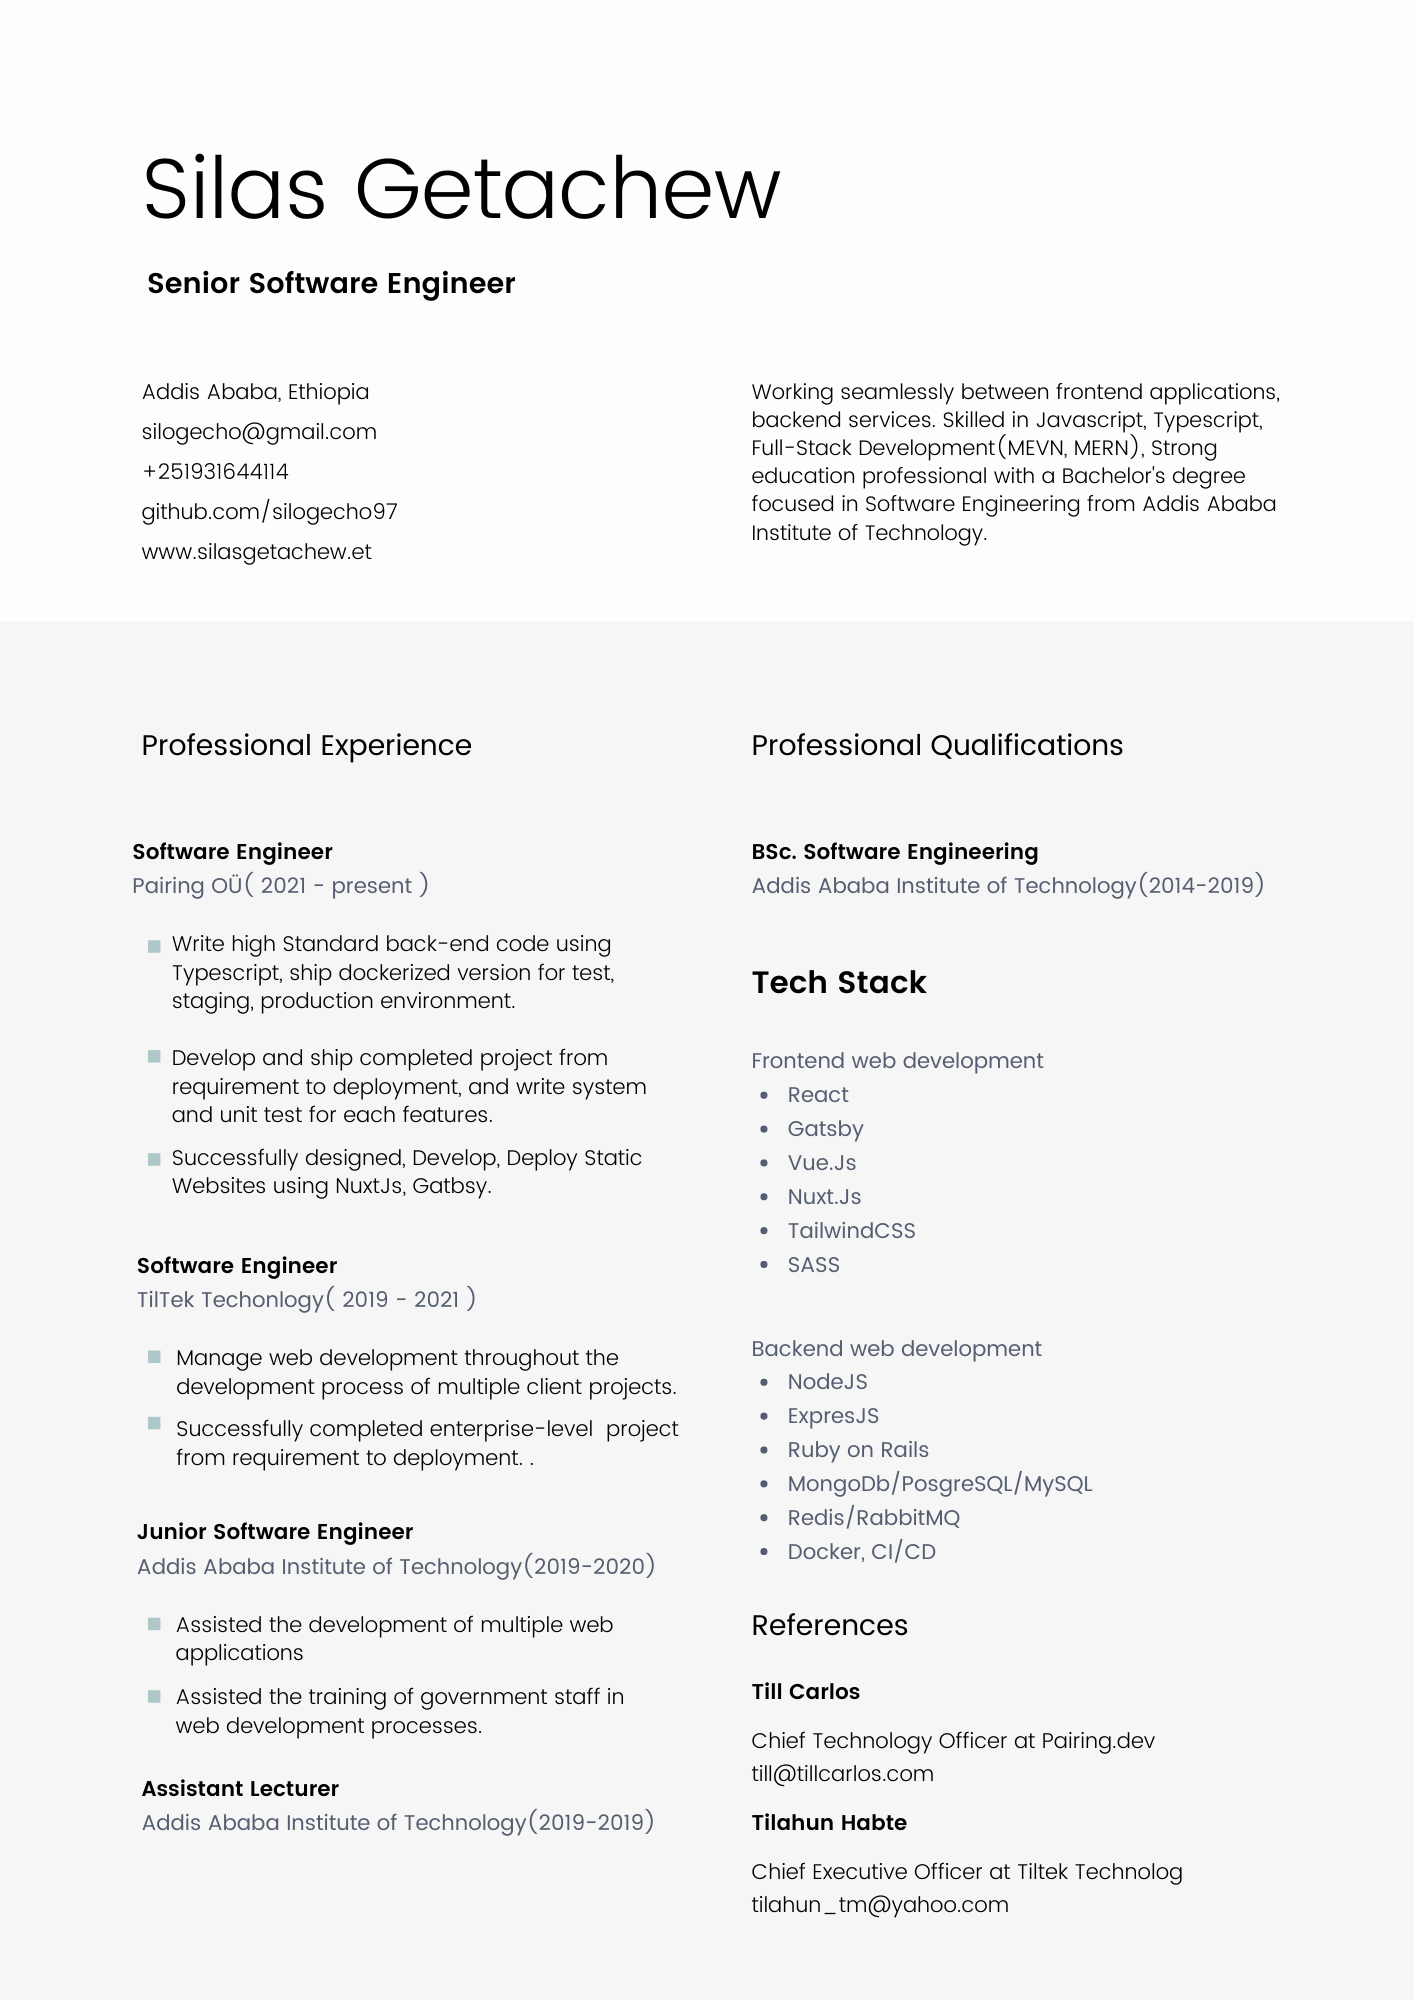 Silas Getachew
Senior Software Engineer
Addis Ababa, Ethiopia
silogecho@gmail.com
+251931644114
github.com/silogecho97
www.silasgetachew.et
Working seamlessly between frontend applications,
backend services. Skilled in Javascript, Typescript,
Full-Stack Development(MEVN, MERN), Strong
education professional with a Bachelor's degree
focused in Software Engineering from Addis Ababa
Institute of Technology.
Professional Experience
Software Engineer
Pairing OÜ( 2021 - present )
Write high Standard back-end code using
Typescript, ship dockerized version for test,
staging, production environment.
Develop and ship completed project from
requirement to deployment, and write system
and unit test for each features.
Successfully designed, Develop, Deploy Static
Websites using NuxtJs, Gatbsy.
Software Engineer
TilTek Techonlogy( 2019 - 2021 )
Manage web development throughout the
development process of multiple client projects.
Successfully completed enterprise-level  project
from requirement to deployment. .
Junior Software Engineer
Addis Ababa Institute of Technology(2019-2020)
Assisted the development of multiple web
applications
Assisted the training of government staff in
web development processes.
Assistant Lecturer
Addis Ababa Institute of Technology(2019-2019)
Professional Qualifications
BSc. Software Engineering
Addis Ababa Institute of Technology(2014-2019)
Tech Stack
Frontend web development
• React
• Gatsby
• Vue.Js
• Nuxt.Js
• TailwindCSS
• SASS
Backend web development
• NodeJS
• ExpresJS
• Ruby on Rails
• MongoDb/PosgreSQL/MySQL
• Redis/RabbitMQ
• Docker, CI/CD
References
Till Carlos
Chief Technology Officer at Pairing.dev
till@tillcarlos.com
Tilahun Habte
Chief Executive Officer at Tiltek Technolog
tilahun_tm@yahoo.com